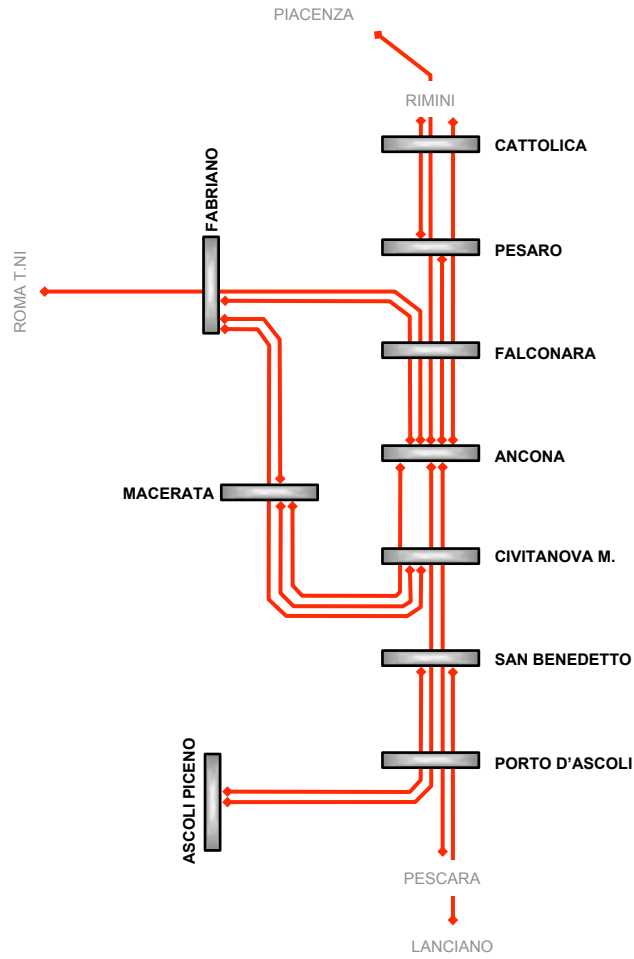 PIACENZA
RIMINI
CATTOLICA
FABRIANO
PESARO
ROMA T.NI
FALCONARA
ANCONA
MACERATA
CIVITANOVA M.
SAN BENEDETTO
PORTO D'ASCOLI
ASCOLI PICENO
PESCARA
LANCIANO